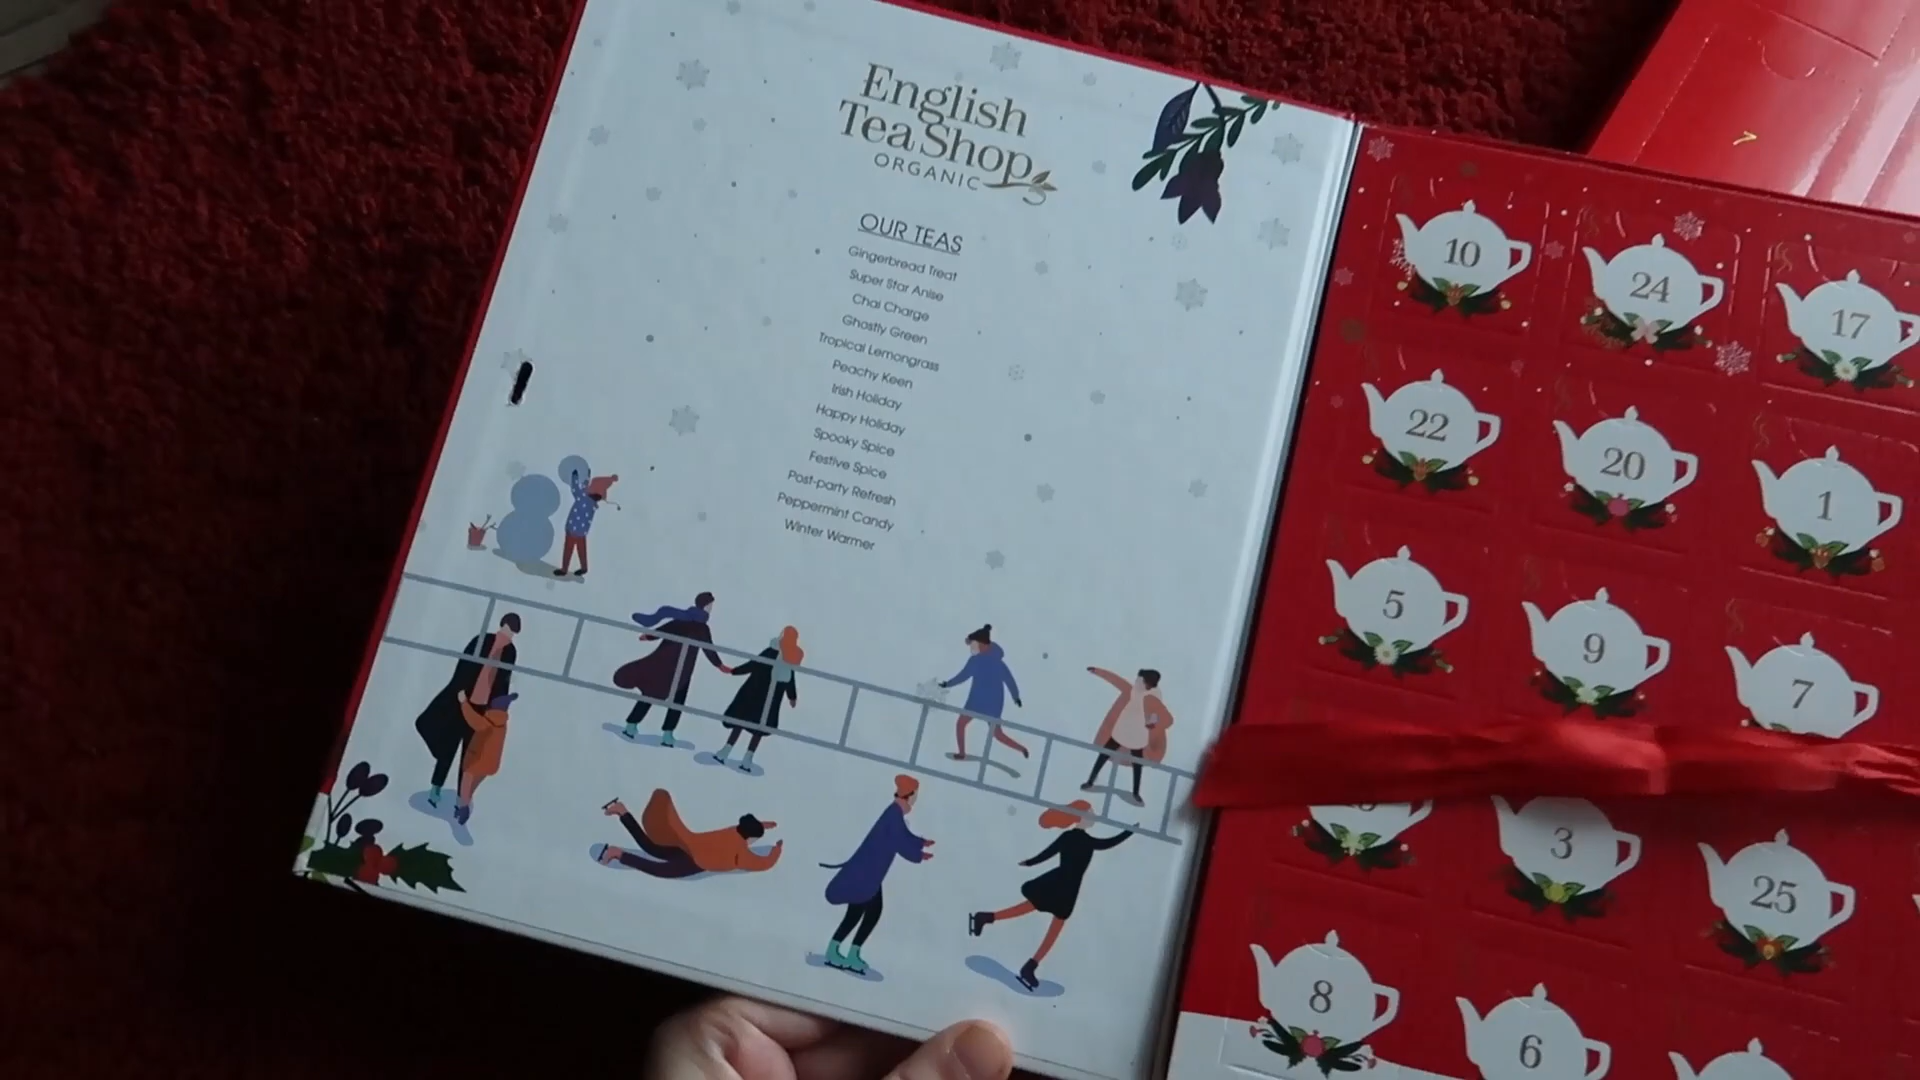 English
Tea Shop
ORGANIC
OUR TEAS
Gingerbread Treat
Super Star Anise
Chai Charge
Ghostly Green
Tropical Lemongrass
Peachy Keen
Irish Holiday
Happy Holiday
Spooky Spice
Festive Spice
Post-party Refresh
Peppermint Candy
Winter Warmer
7
10
24
17
22
20
1
5
9
7
3
25
8
6